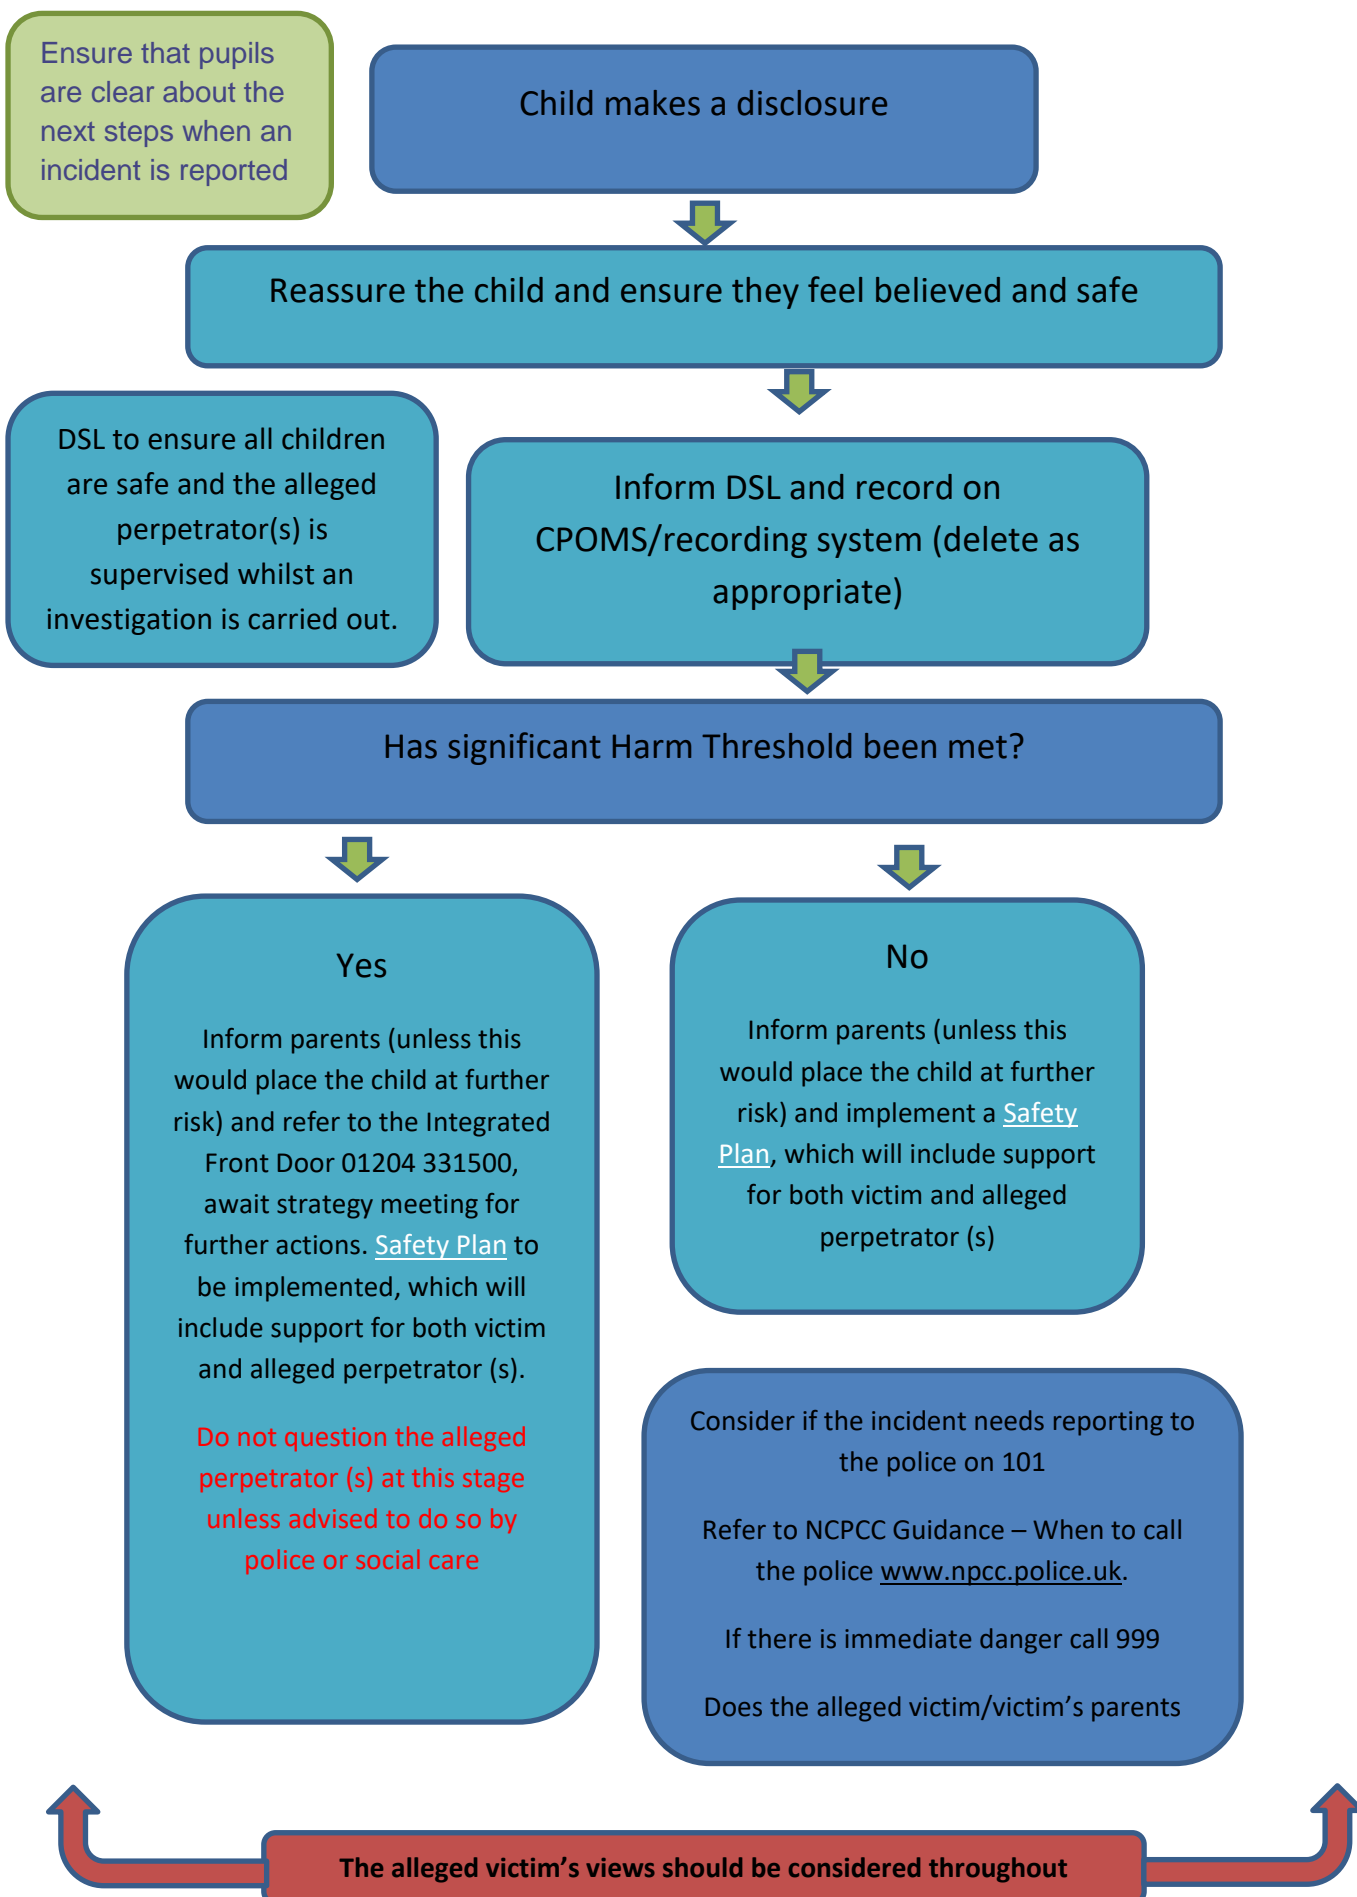 Ensure that pupils
are clear about the
next steps when an
incident is reported
Child makes a disclosure
Reassure the child and ensure they feel believed and safe
DSL to ensure all children
are safe and the alleged
perpetrator(s) is
supervised whilst an
investigation is carried out.
Inform DSL and record on
CPOMS/recording system (delete as
appropriate)
Has significant Harm Threshold been met?
Yes
Inform parents (unless this
would place the child at further
risk) and refer to the Integrated
Front Door 01204 331500,
await strategy meeting for
further actions. Safety Plan to
be implemented, which will
include support for both victim
and alleged perpetrator (s).
Do not question the alleged
perpetrator (s) at this stage
unless advised to do so by
police or social care
No
Inform parents (unless this
would place the child at further
risk) and implement a Safety
Plan, which will include support
for both victim and alleged
perpetrator (s)
Consider if the incident needs reporting to
the police on 101
Refer to NCPCC Guidance – When to call
the police www.npcc.police.uk.
If there is immediate danger call 999
Does the alleged victim/victim’s parents
The alleged victim’s views should be considered throughout